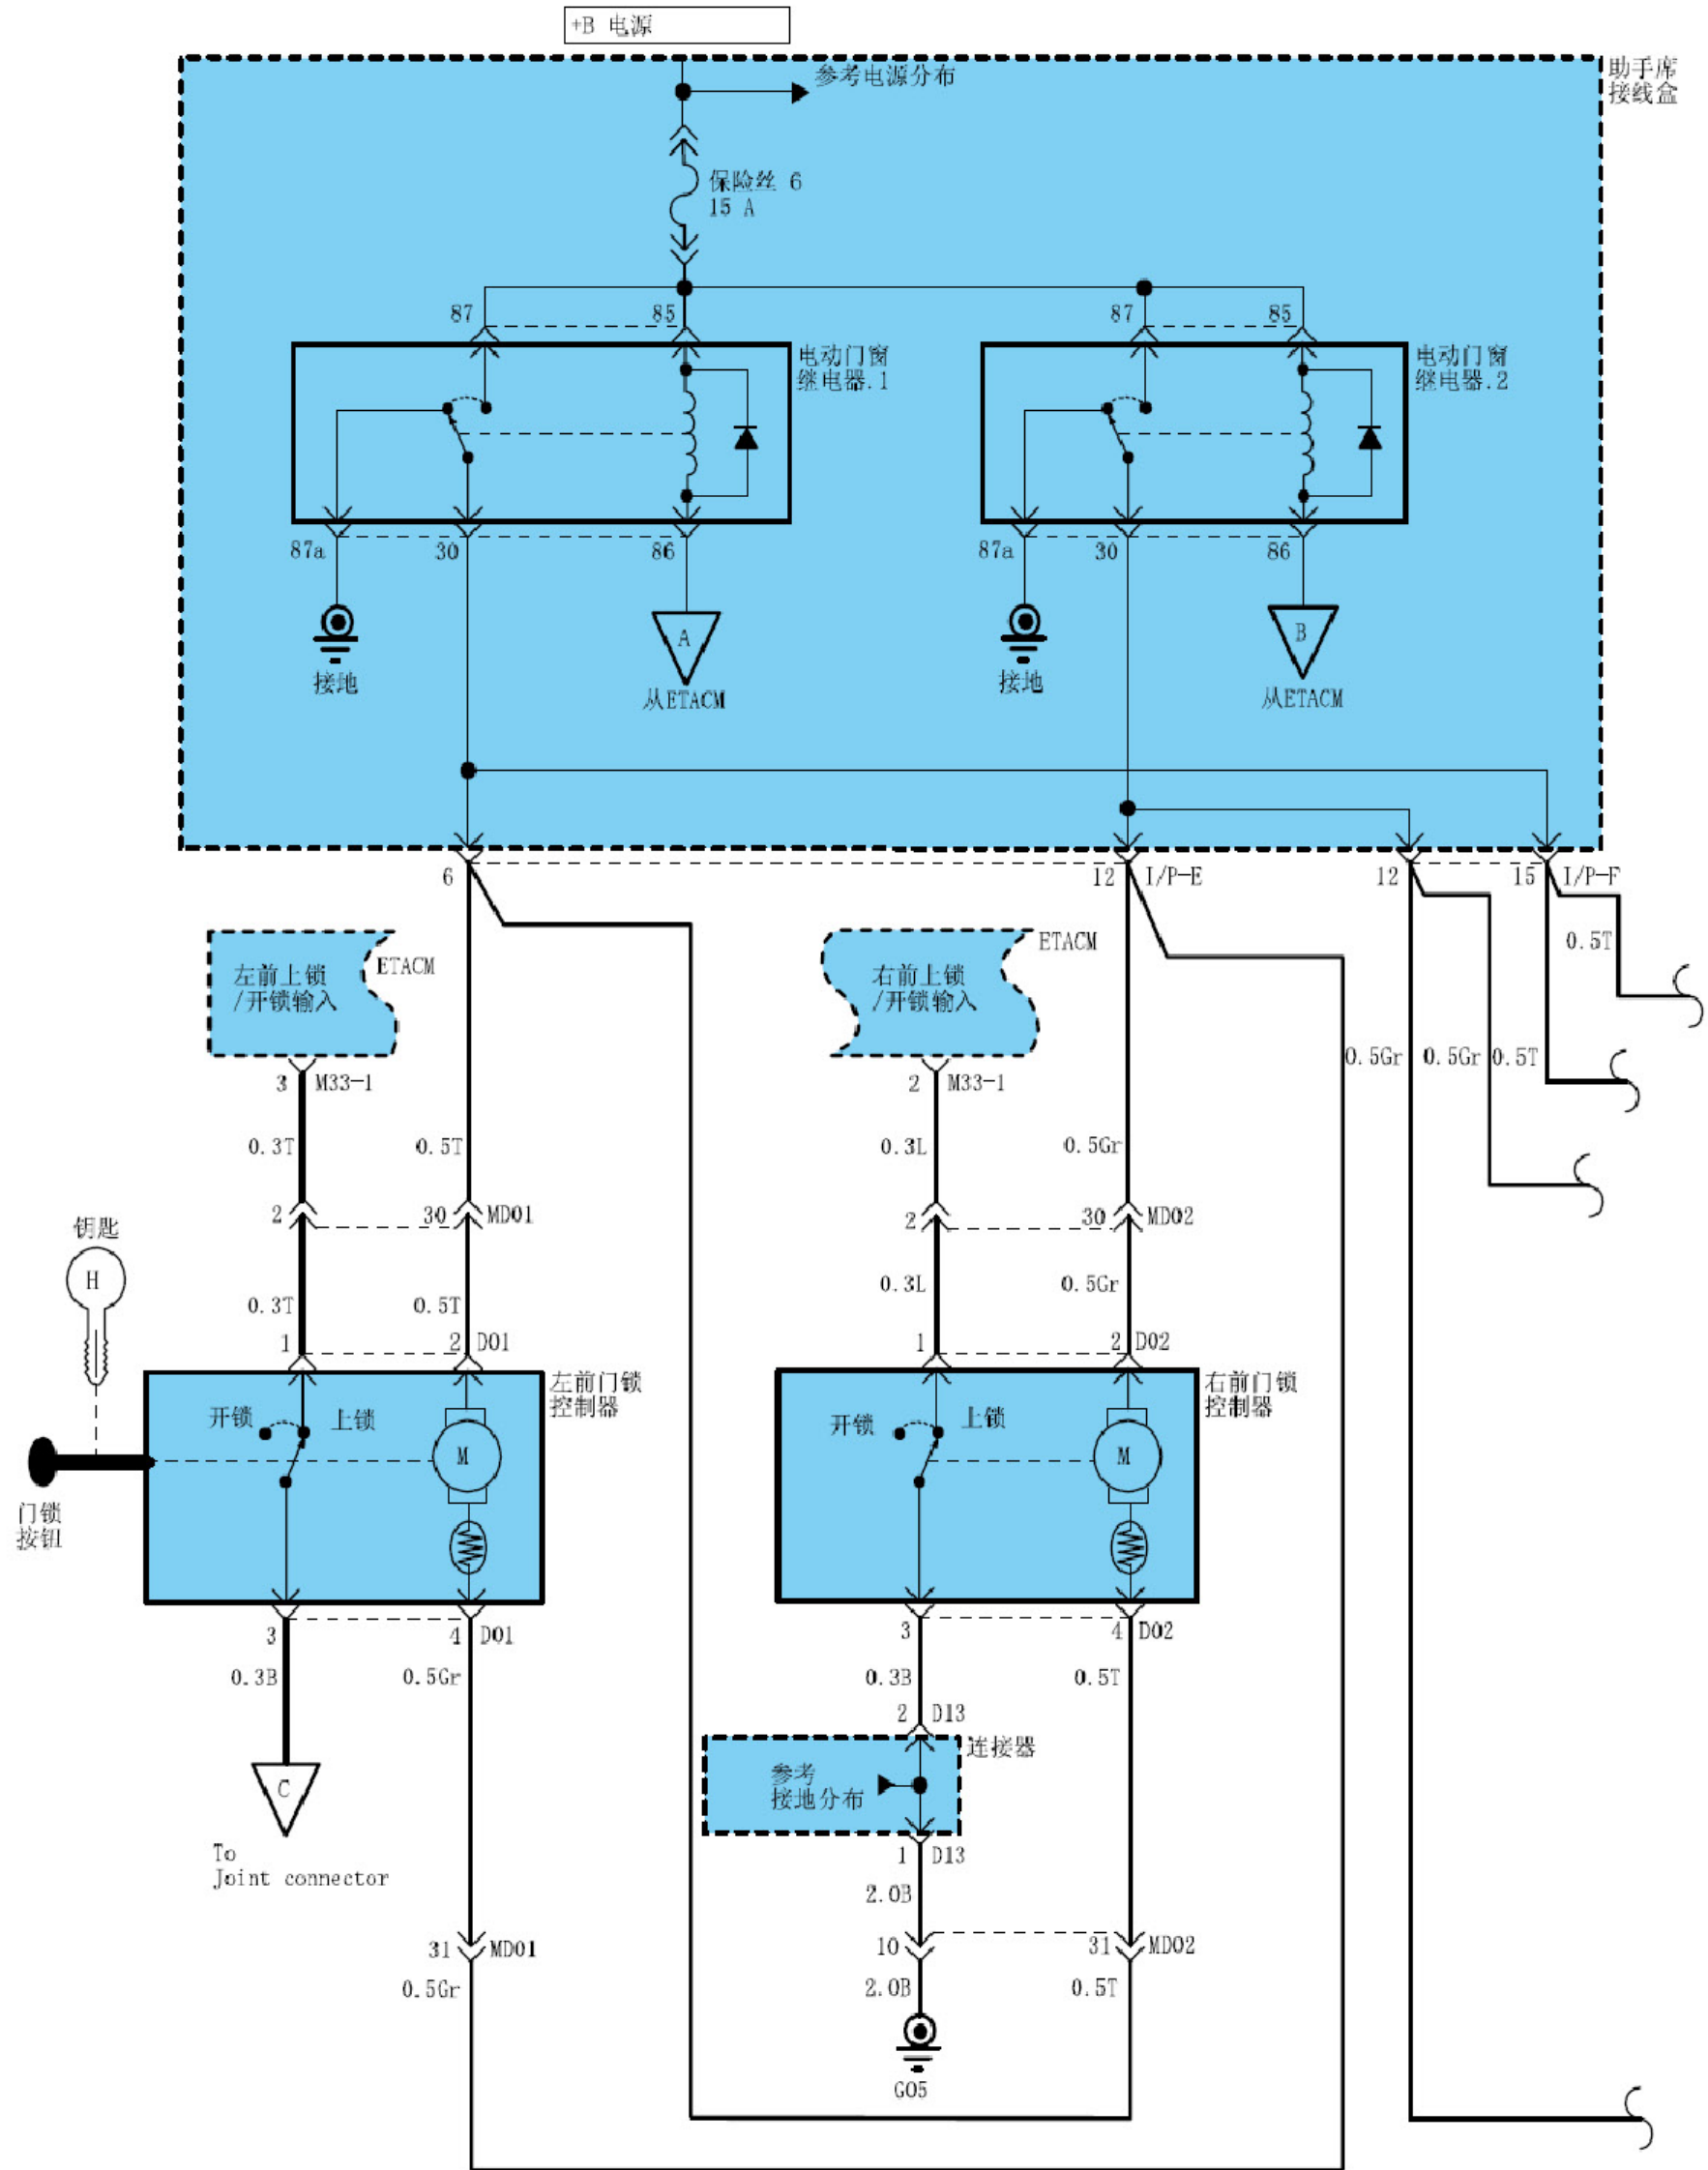 +B 电源
参考电源分布
助手席
接线盒
保险丝 6
15 A
87
85
87
85
电动门窗
继电器.1
电动门窗
继电器.2
87a
30
86
87a
30
86
A
B
接地
从ETACM
接地
从ETACM
6
12
I/P-E
12
15
I/P-F
0.5T
左前上锁
/开锁输入
ETACM
右前上锁
/开锁输入
ETACM
0.5Gr
0.5Gr
0.5T
3
M33-1
2
M33-1
0.3T
0.5T
0.3L
0.5Gr
2
30
MD01
2
30
MD02
钥匙
H
0.3T
0.5T
0.3L
0.5Gr
1
2
D01
1
2
D02
左前门锁
控制器
右前门锁
控制器
开锁
上锁
M
开锁
上锁
M
门锁
按钮
3
4
D01
3
4
D02
0.3B
0.5Gr
0.3B
0.5T
2
D13
连接器
参考
接地分布
C
To
Joint connector
1
D13
2.0B
31
MD01
10
31
MD02
0.5Gr
2.0B
0.5T
G05